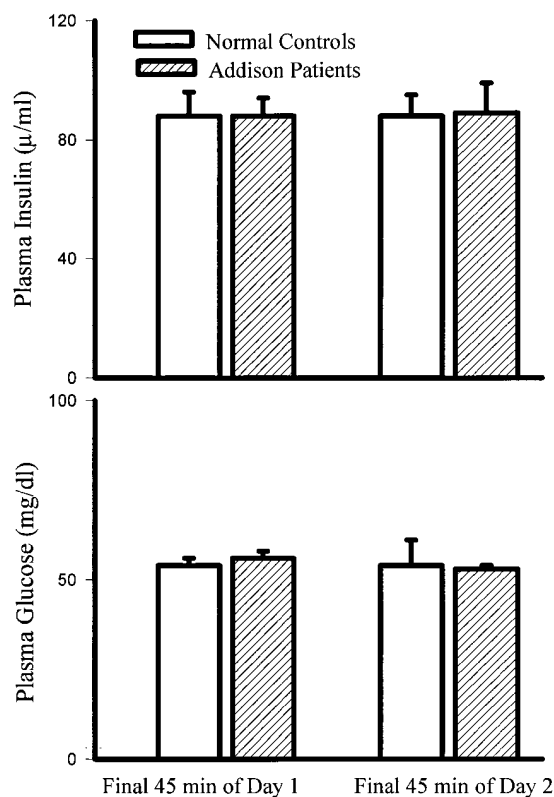 120
Normal Controls
Addison Patients
80
40
0
Plasma Insulin (μ/ml)
100
50
0
Plasma Glucose (mg/dl)
Final 45 min of Day 1 Final 45 min of Day 2